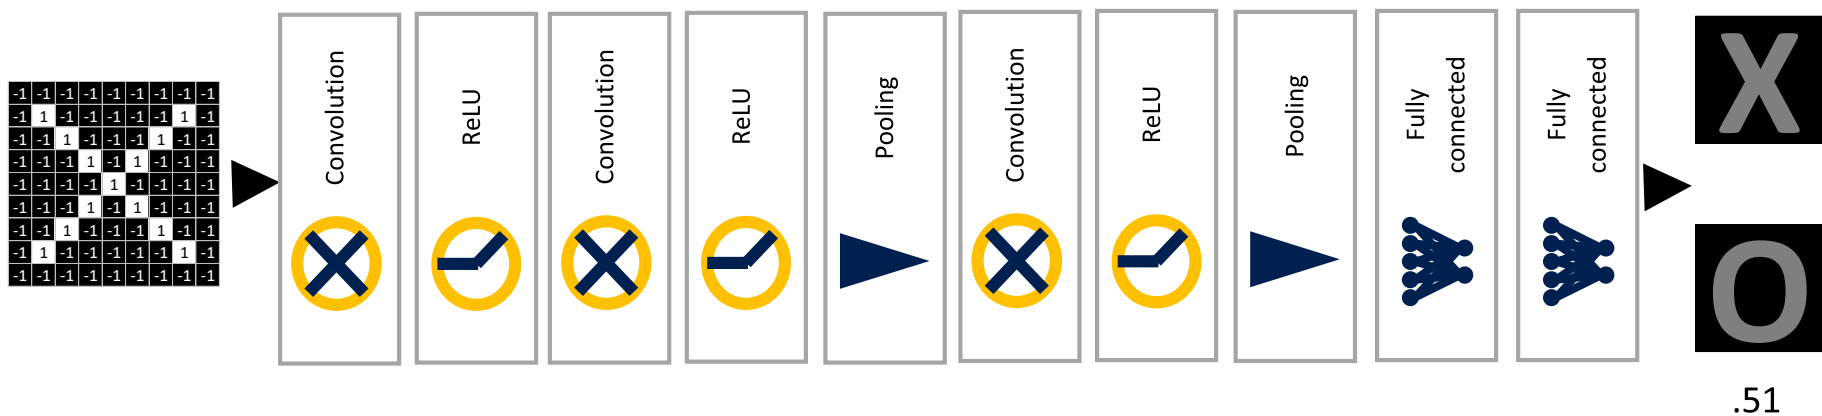 -1 -1 -1 -1 -1 -1 -1 -1 -1
-1 1 -1 -1 -1 -1 -1 1 -1
-1 -1 1 -1 -1 -1 1 -1 -1
-1 -1 -1 1 -1 1 -1 -1 -1
-1 -1 -1 -1 1 -1 -1 -1 -1
-1 -1 -1 1 -1 1 -1 -1 -1
-1 -1 1 -1 -1 -1 1 -1 -1
-1 1 -1 -1 -1 -1 -1 1 -1
-1 -1 -1 -1 -1 -1 -1 -1 -1
Convolution
ReLU
Convolution
ReLU
Pooling
Convolution
ReLU
Pooling
Fully
connected
Fully
connected
X
O
.51